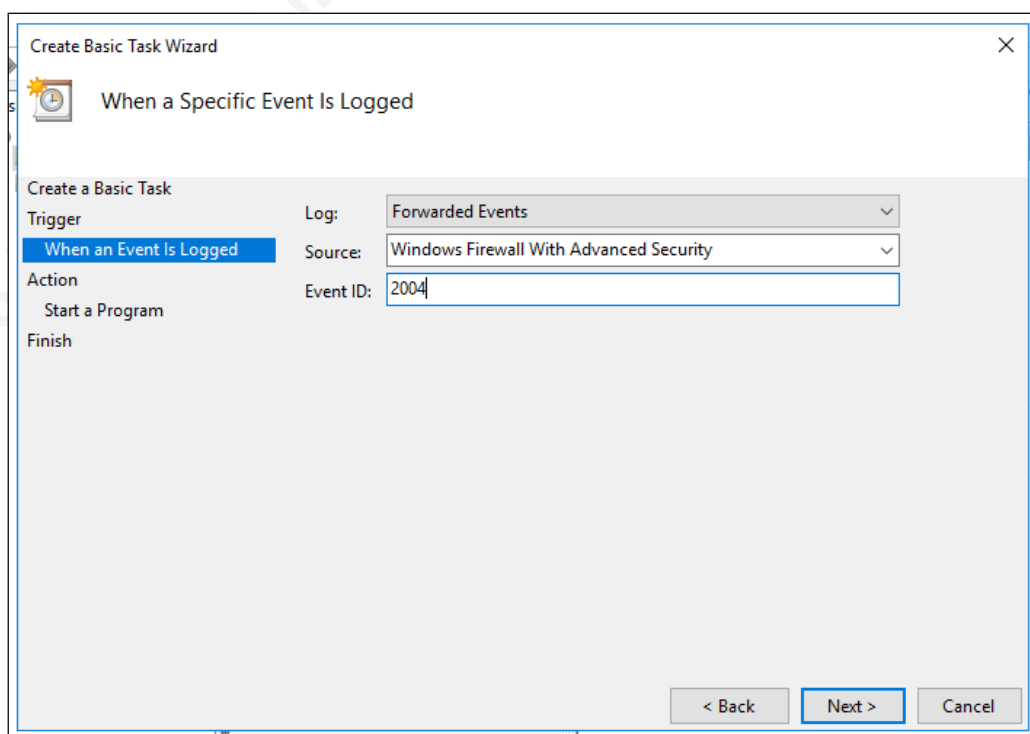 Create Basic Task Wizard
When a Specific Event Is Logged
Create a Basic Task
Trigger
When an Event Is Logged
Action
Start a Program
Finish
Log: Forwarded Events
Source: Windows Firewall With Advanced Security
Event ID: 2004
< Back Next > Cancel